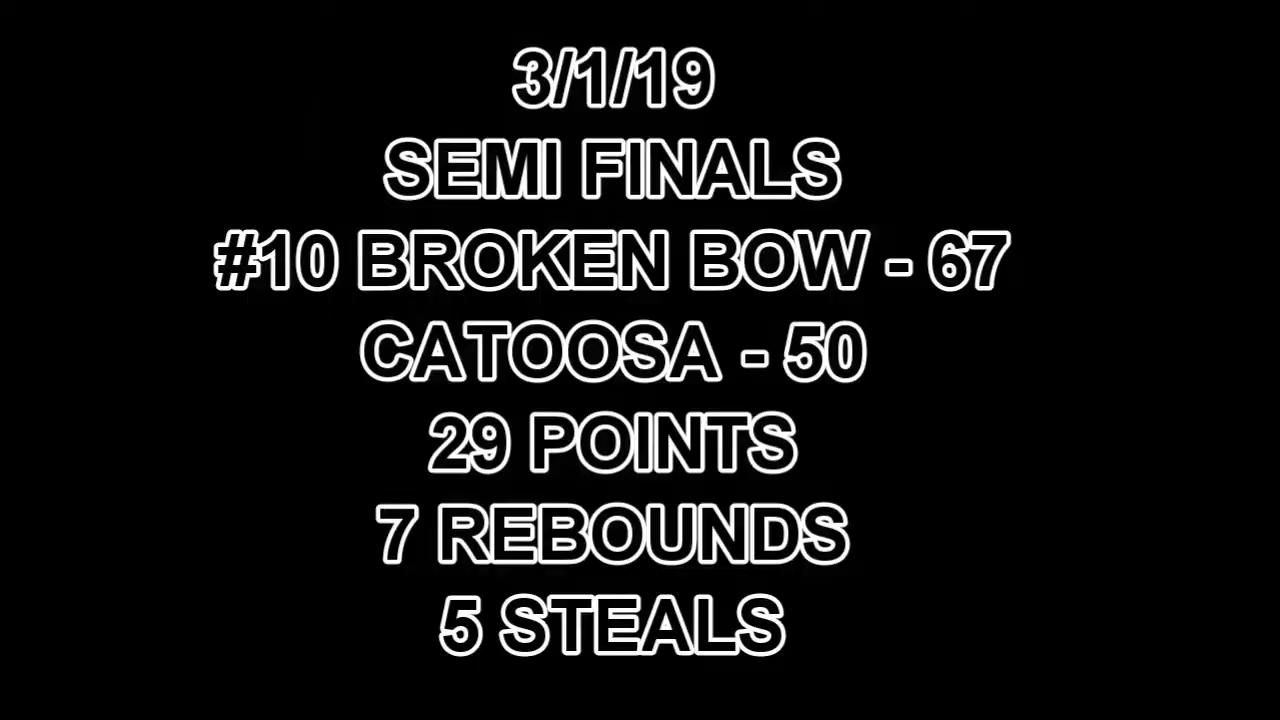 3/1/19
SEMI FINALS
#10 BROKEN BOW - 67
CATOOSA - 50
29 POINTS
7 REBOUNDS
5 STEALS